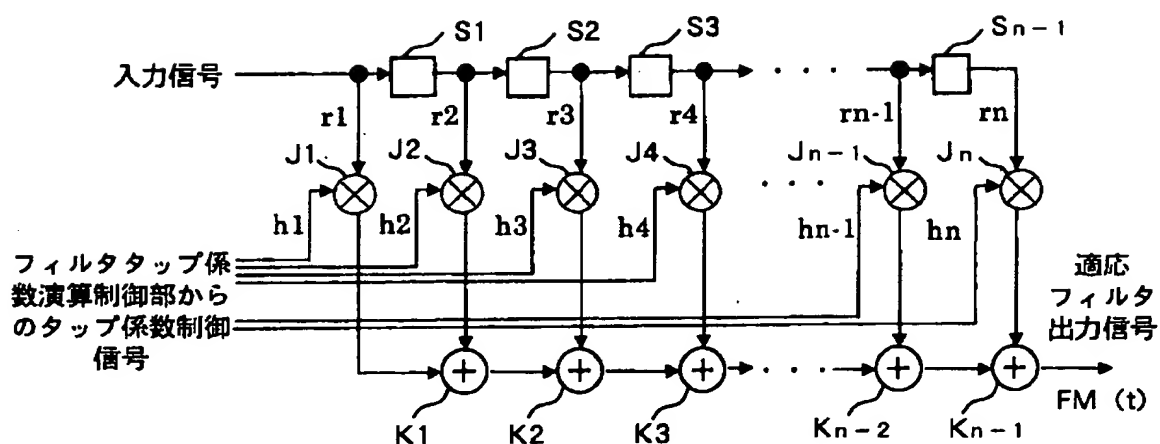 S1 S2 S3 Sn-1
入力信号
r1 r2 r3 r4 rn-1 rn
J1 J2 J3 J4 · · · Jn-1 Jn
h1 h2 h3 h4 hn-1 hn
フィルタタップ係
数演算制御部から
のタップ係数制御
信号
適応
フィルタ
出力信号
FM (t)
K1 K2 K3 Kn-2 Kn-1